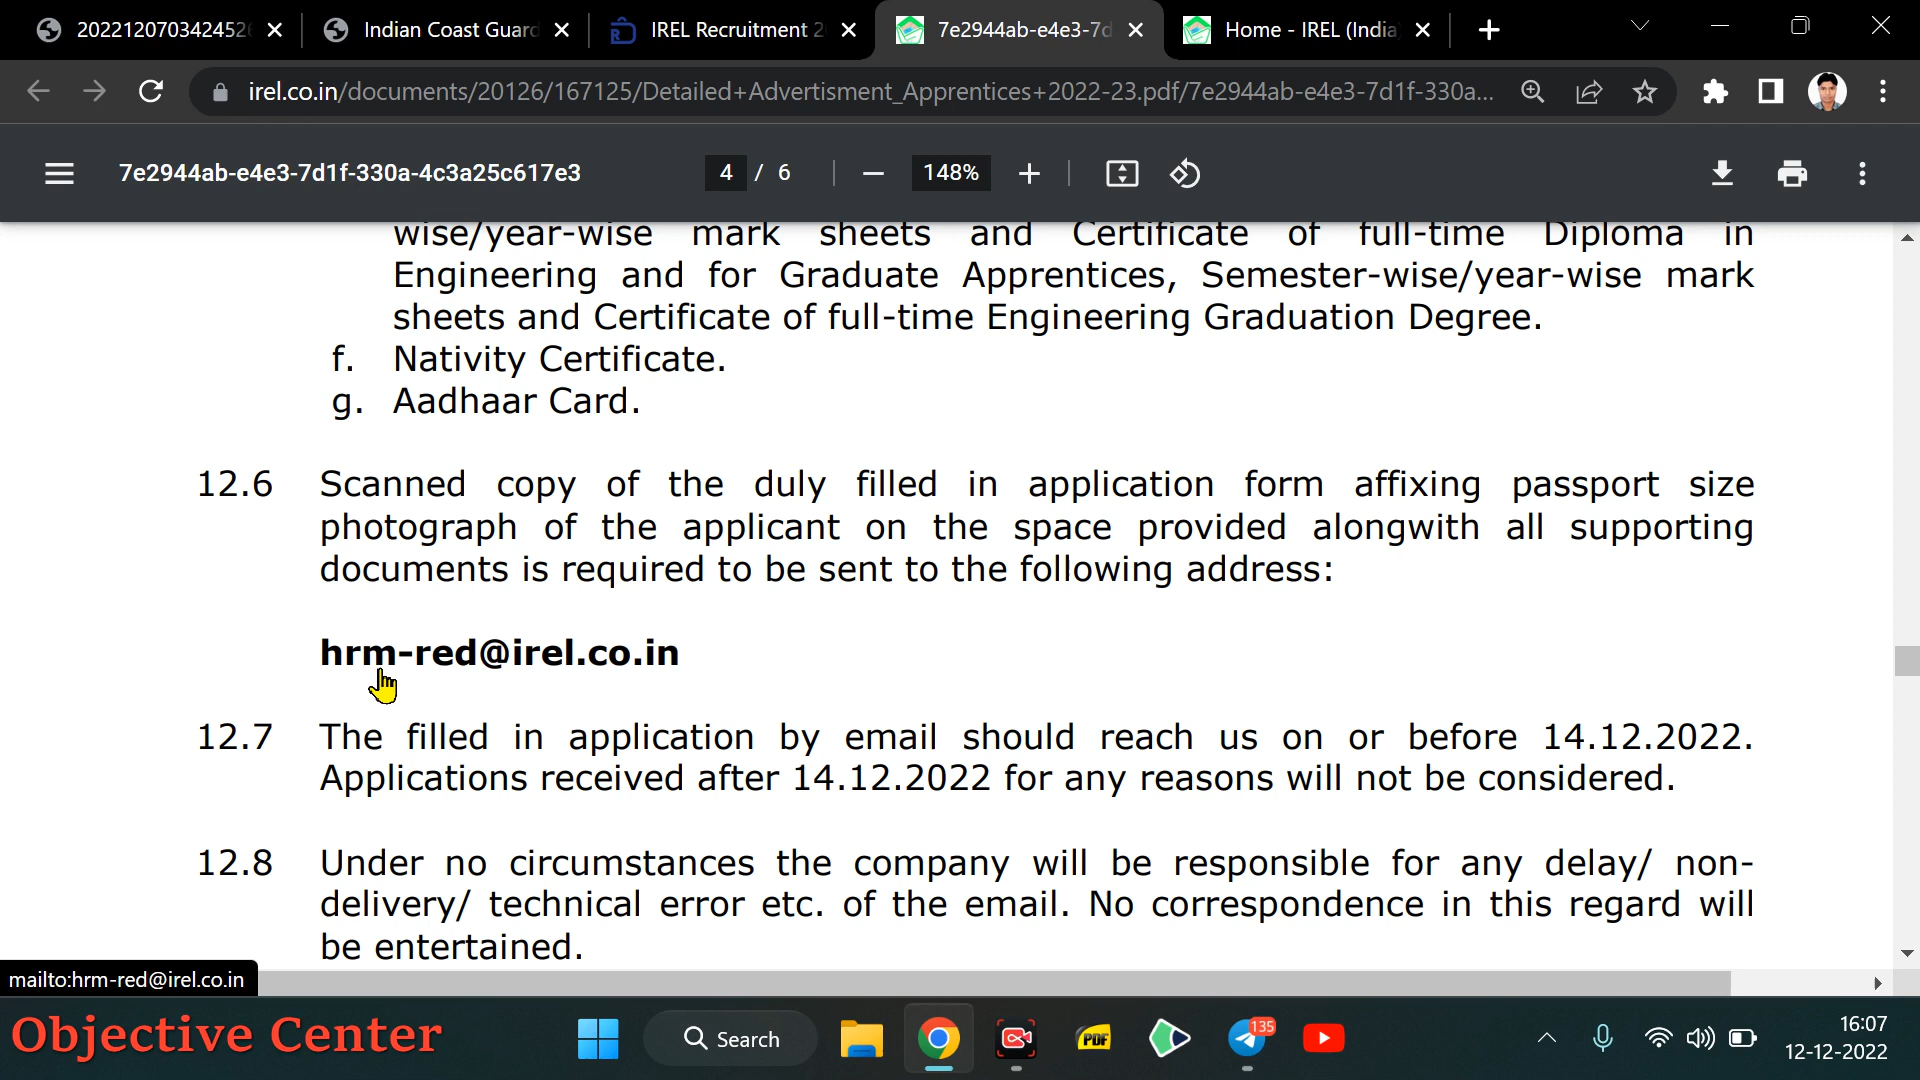 202212070342452
Indian Coast Guard
IREL Recruitment 2
7e2944ab-e4e3-7d
Home - IREL (India
irel.co.in/documents/20126/167125/Detailed+Advertisment_Apprentices+2022-23.pdf/7e2944ab-e4e3-7d1f-330a...
7e2944ab-e4e3-7d1f-330a-4c3a25c617e3
4 / 6
148%
wise/year-wise mark sheets and Certificate of full-time Diploma in
Engineering and for Graduate Apprentices, Semester-wise/year-wise mark
sheets and Certificate of full-time Engineering Graduation Degree.
f. Nativity Certificate.
g. Aadhaar Card.
12.6 Scanned copy of the duly filled in application form affixing passport size
photograph of the applicant on the space provided alongwith all supporting
documents is required to be sent to the following address:
hrm-red@irel.co.in
12.7 The filled in application by email should reach us on or before 14.12.2022.
Applications received after 14.12.2022 for any reasons will not be considered.
12.8 Under no circumstances the company will be responsible for any delay/ non-
delivery/ technical error etc. of the email. No correspondence in this regard will
be entertained.
mailto:hrm-red@irel.co.in
Objective Center
Search
PDF
135
16:07
12-12-2022